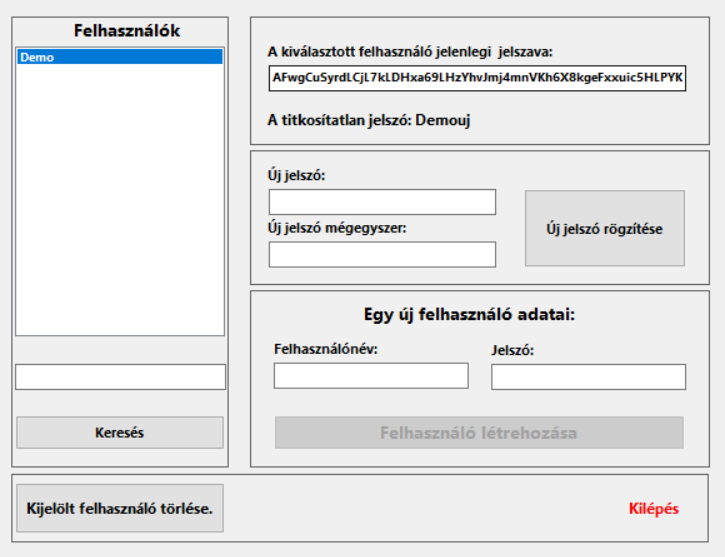 Felhasználók
Demo
Keresés
A kiválasztott felhasználó jelenlegi jelszava:
AFwgCuSyrdLCjL7kLDHxa69LHzYhvJmj4mnVKh6X8kgeFxxuic5HLPYK
A titkosítatlan jelszó: Demouj
Új jelszó:
Új jelszó mégegyszer:
Új jelszó rögzítése
Egy új felhasználó adatai:
Felhasználónév:
Jelszó:
Felhasználó létrehozása
Kijelölt felhasználó törlése.
Kilépés